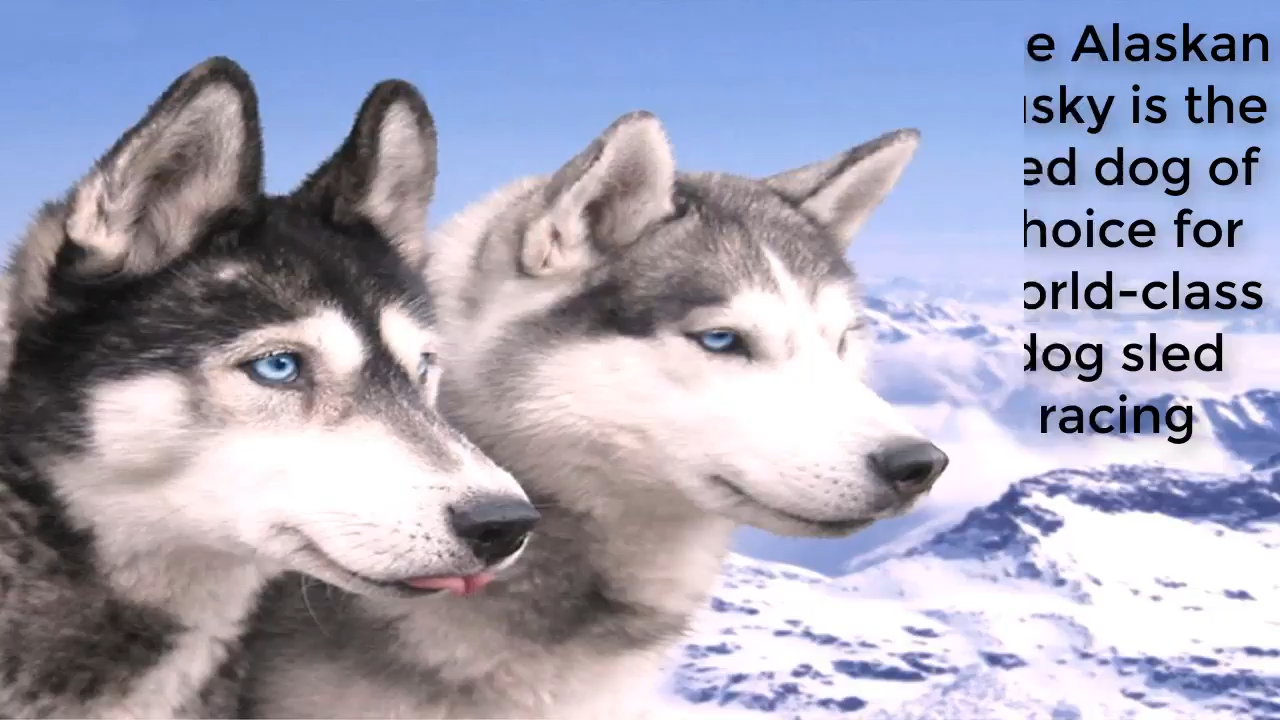 e Alaskan
sky is the
ed dog of
hoice for
orld-class
dog sled
racing